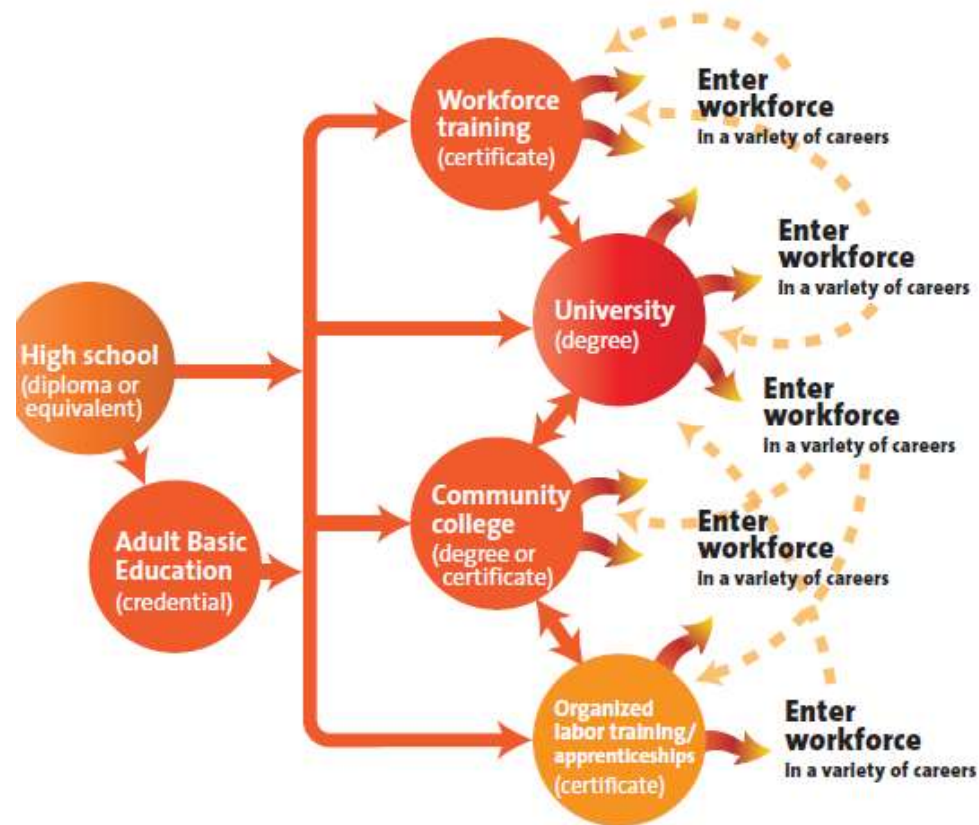 Workforce
training
(certificate)
Enter
workforce
in a variety of careers
Enter
workforce
in a variety of careers
University
(degree)
High school
(diploma or
equivalent)
Enter
workforce
in a variety of careers
Community
college
(degree or
certificate)
Enter
workforce
in a variety of careers
Adult Basic
Education
(credential)
Organized
labor training/
apprenticeships
(certificate)
Enter
workforce
in a variety of careers